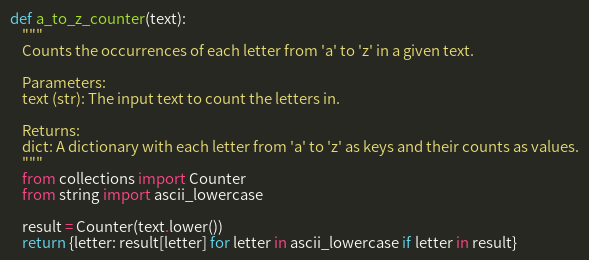 def a_to_z_counter(text):
"""
Counts the occurrences of each letter from 'a' to 'z' in a given text.
Parameters:
text (str): The input text to count the letters in.
Returns:
dict: A dictionary with each letter from 'a' to 'z' as keys and their counts as values.
"""
from collections import Counter
from string import ascii_lowercase
result = Counter(text.lower())
return {letter: result[letter] for letter in ascii_lowercase if letter in result}